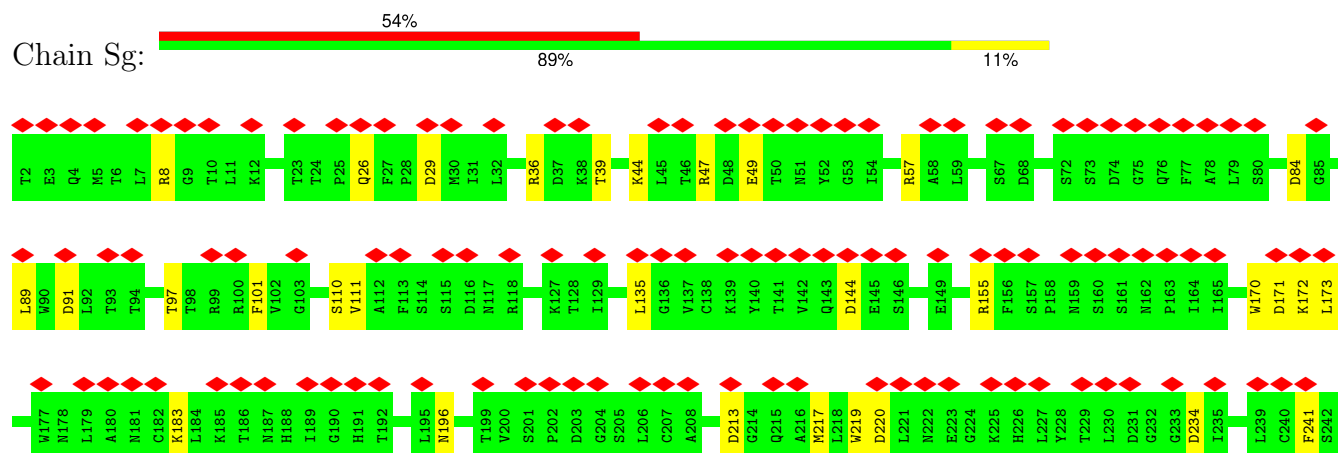 54%
Chain Sg:
89% 11%
T2 E3 Q4 M5 T6 L7 R8 G9 T10 L11 K12 T23 T24 P25 Q26 F27 P28 D29 M30 I31 L32 R36 D37 K38 T39 K44 L45 T46 R47 D48 E49 T50 N51 Y52 G53 I54 R57 A58 L59 S67 D68 S72 S73 D74 G75 Q76 F77 A78 L79 S80 D84 G85
L89 W90 D91 L92 T93 T94 T97 T98 R99 R100 F101 V102 G103 S110 V111 A112 F113 S114 S115 D116 N117 R118 K127 T128 I129 L135 G136 V137 C138 K139 Y140 T141 V142 Q143 D144 E145 S146 E149 R155 F156 S157 P158 N159 S160 S161 N162 P163 I164 I165 W170 D171 K172 L173
W177 N178 L179 A180 N181 C182 K183 L184 K185 T186 N187 H188 I189 G190 H191 T192 L195 N196 T199 V200 S201 P202 D203 G204 S205 L206 C207 A208 D213 G214 Q215 A216 M217 L218 W219 D220 L221 N222 E223 G224 K225 H226 L227 Y228 T229 L230 D231 G232 G233 D234 I235 L239 C240 F241 S242